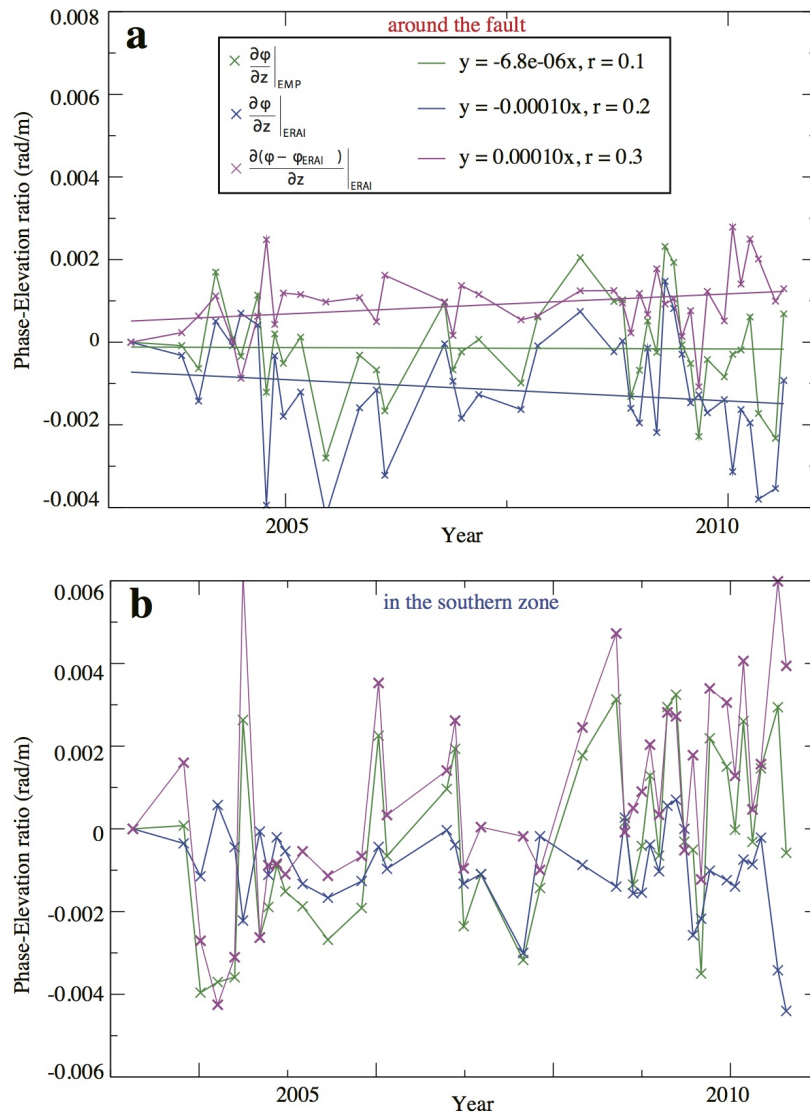 a
around the fault
∂φ/∂z|EMP y = -6.8e-06x, r = 0.1
∂φ/∂z|ERAI y = -0.00010x, r = 0.2
∂(φ - φERAI )/∂z|ERAI y = 0.00010x, r = 0.3
Phase-Elevation ratio (rad/m)
0.008
0.006
0.004
0.002
0
-0.002
-0.004
2005 2010
Year
b
in the southern zone
Phase-Elevation ratio (rad/m)
0.006
0.004
0.002
0
-0.002
-0.004
-0.006
2005 2010
Year